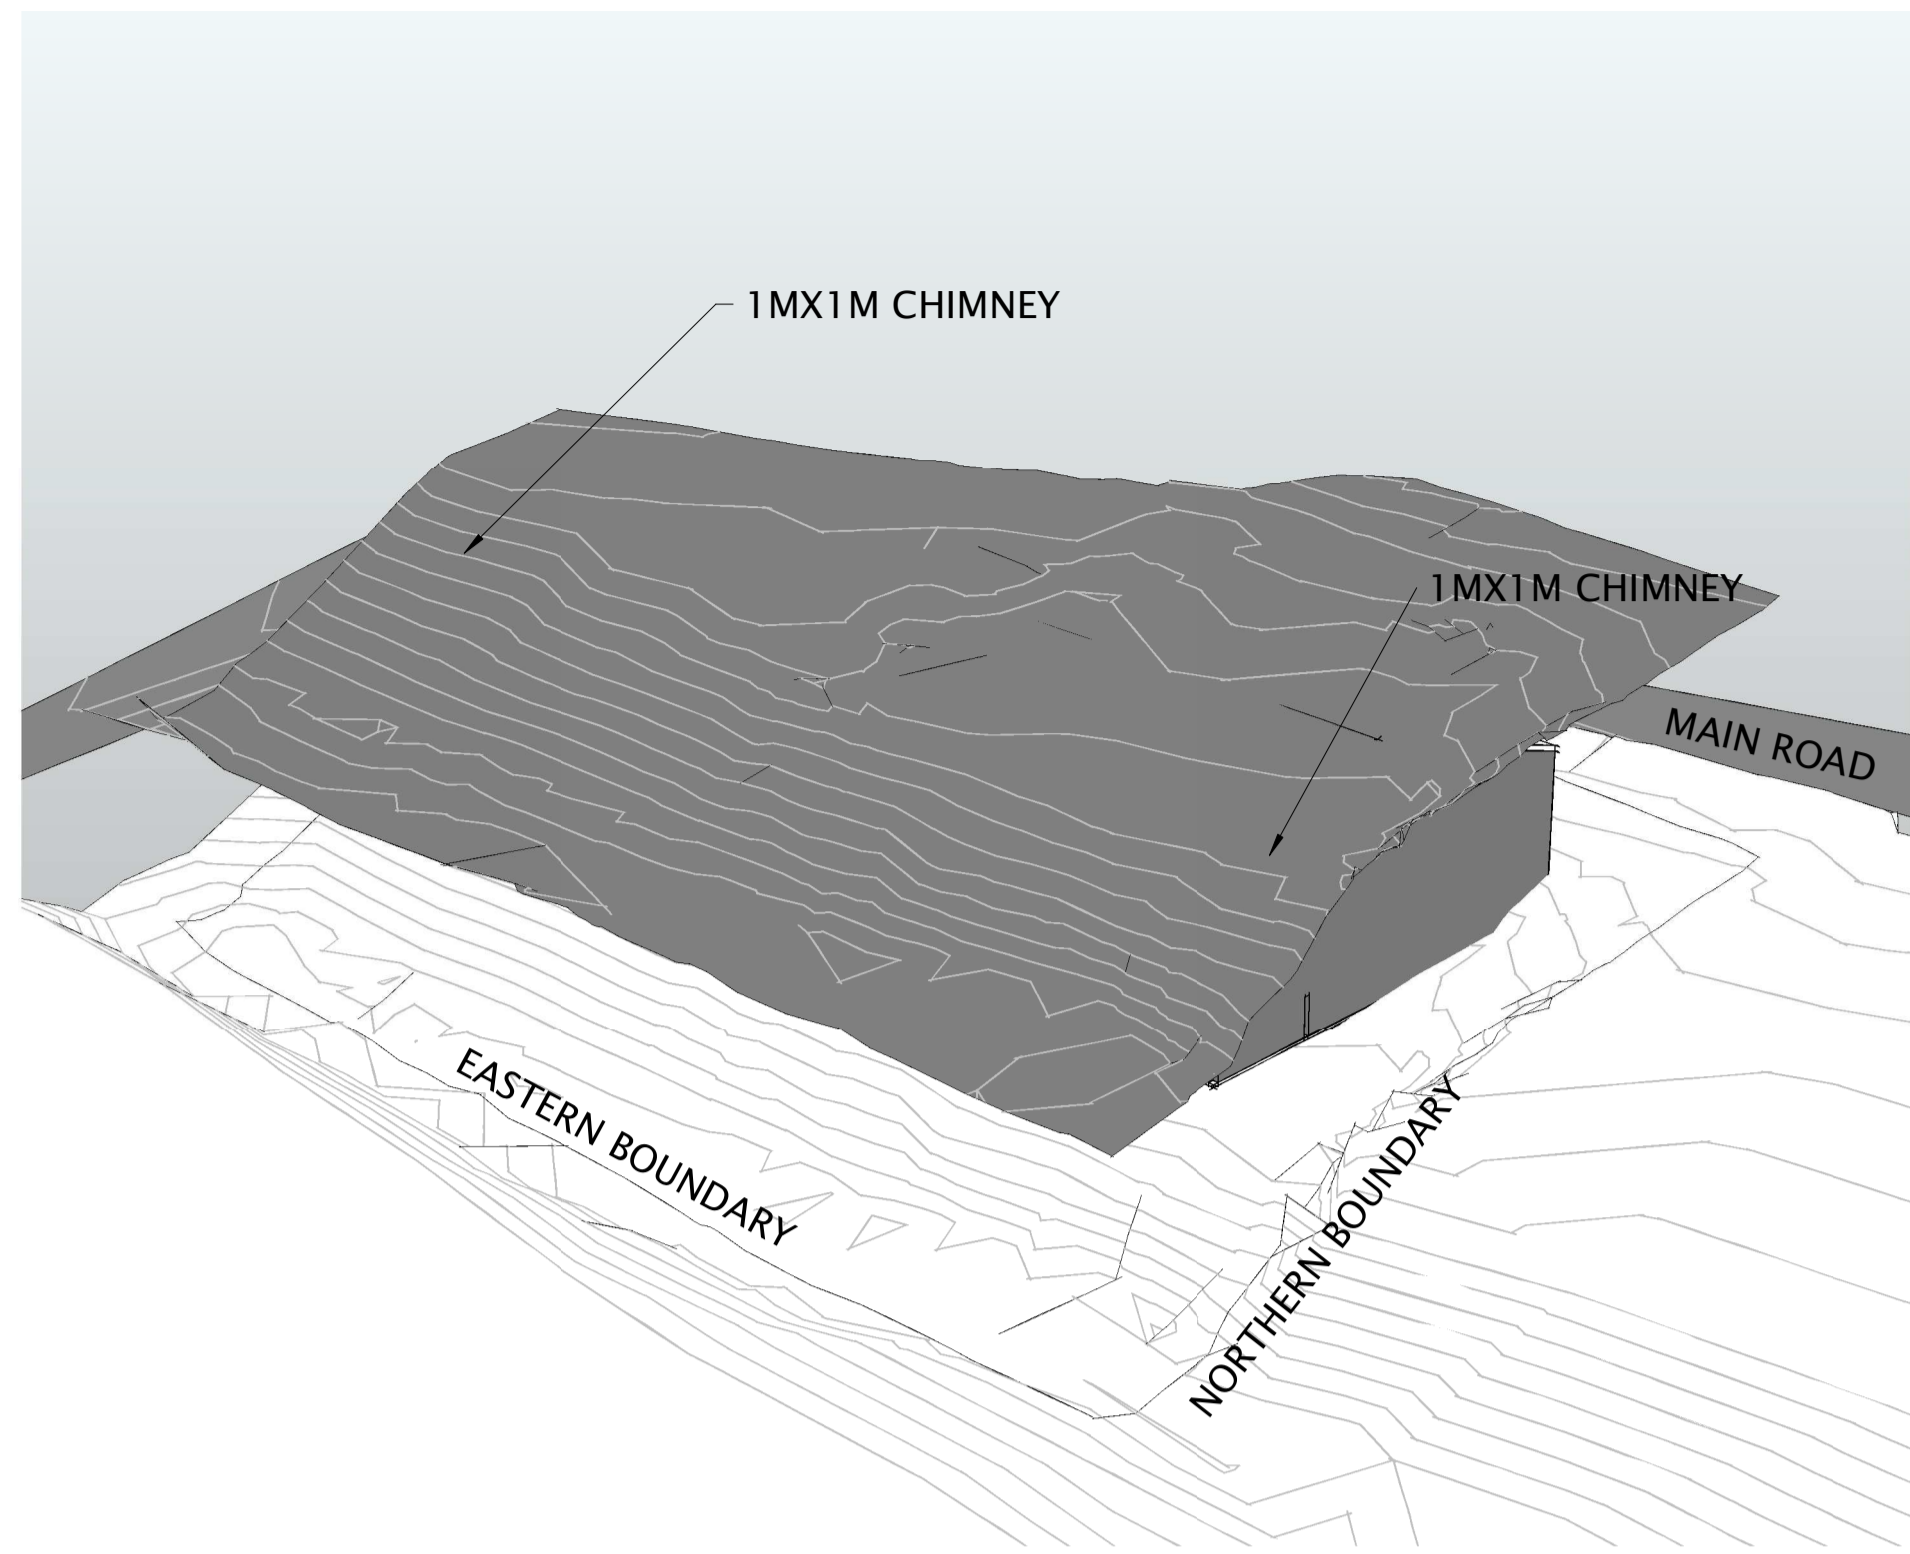 1MX1M CHIMNEY
1MX1M CHIMNEY
MAIN ROAD
EASTERN BOUNDARY
NORTHERN BOUNDARY